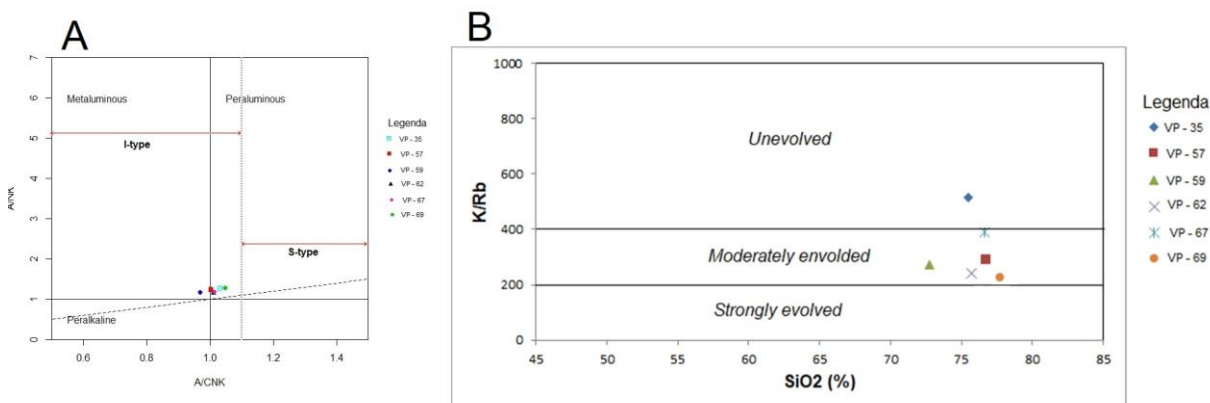 A
7
6
5
4
3
2
1
0
A/NK
Metaluminous
Peraluminous
I-type
S-type
Peralkaline
0.6
0.8
1.0
1.2
1.4
A/CNK
Legenda
VP - 35
VP - 57
VP - 59
VP - 62
VP - 67
VP - 69
B
1000
800
600
400
200
0
K/Rb
Unevolved
Moderately envolded
Strongly evolved
45
50
55
60
65
70
75
80
85
SiO2 (%)
Legenda
VP - 35
VP - 57
VP - 59
VP - 62
VP - 67
VP - 69